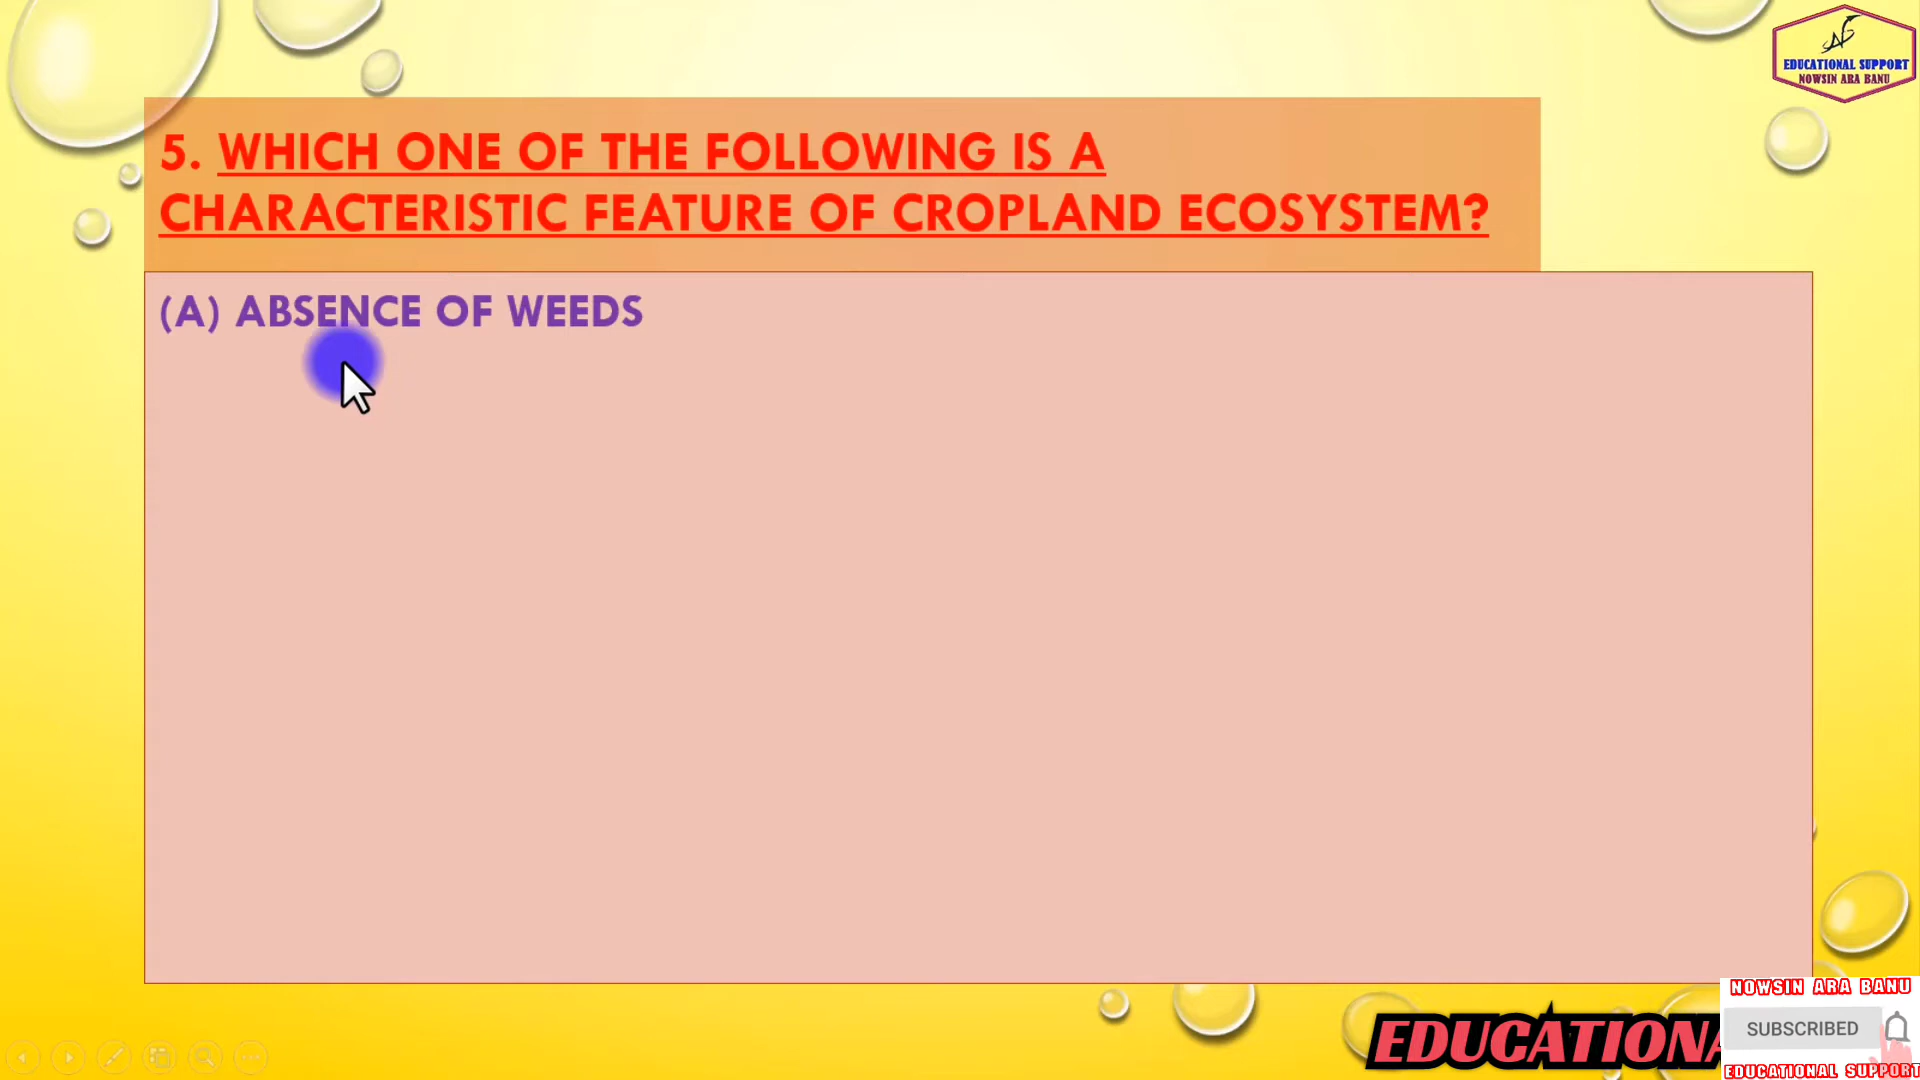 EDUCATIONAL SUPPORT
NOWSIN ARA BANU
5. WHICH ONE OF THE FOLLOWING IS A
CHARACTERISTIC FEATURE OF CROPLAND ECOSYSTEM?
(A) ABSENCE OF WEEDS
EDUCATIONA
NOWSIN ARA BANU
SUBSCRIBED
EDUCATIONAL SUPPORT